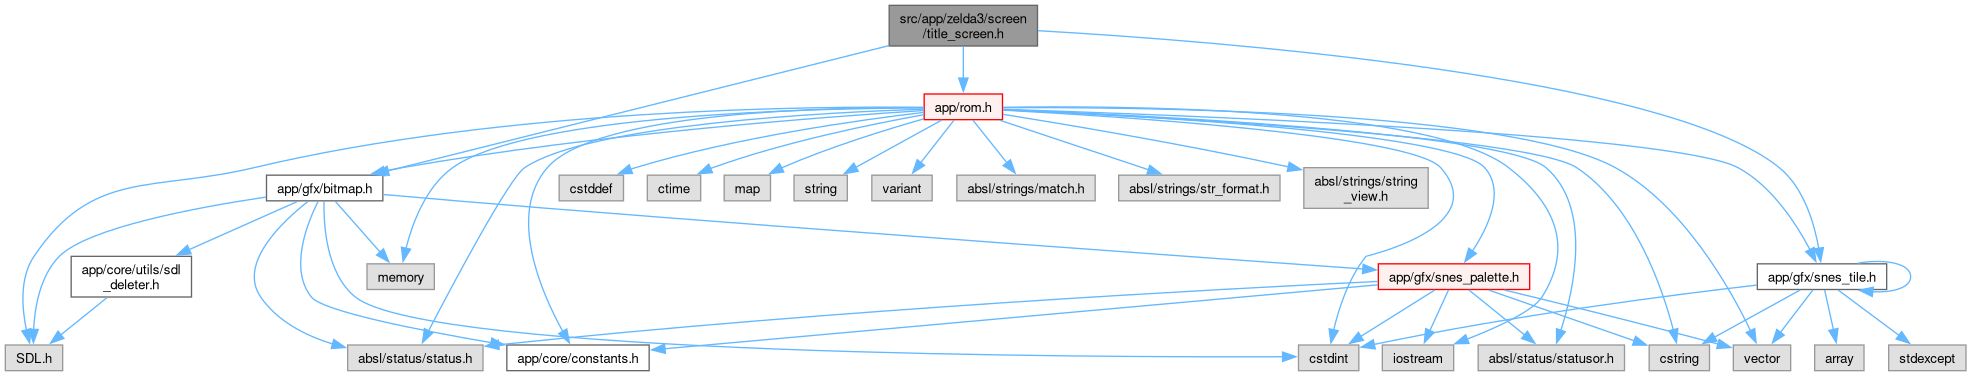 src/app/zelda3/screen
/title_screen.h
app/rom.h
app/gfx/bitmap.h
cstddef
ctime
map
string
variant
absl/strings/match.h
absl/strings/str_format.h
absl/strings/string
_view.h
app/core/utils/sdl
_deleter.h
memory
app/gfx/snes_palette.h
app/gfx/snes_tile.h
SDL.h
absl/status/status.h
app/core/constants.h
cstdint
iostream
absl/status/statusor.h
cstring
vector
array
stdexcept